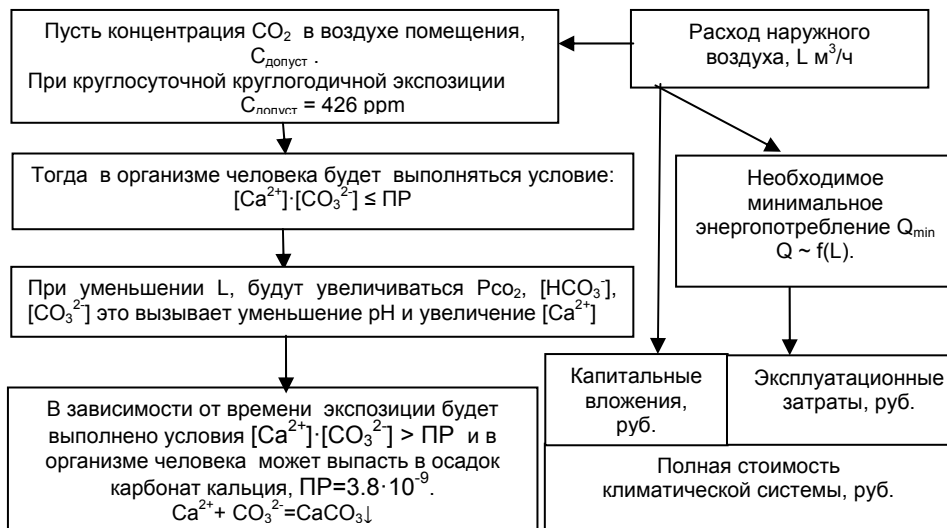 Пусть концентрация CO₂ в воздухе помещения,
Cдопуст .
При круглосуточной круглогодичной экспозиции
Cдопуст = 426 ppm
Расход наружного
воздуха, L м³/ч
Тогда в организме человека будет выполняться условие:
[Ca²⁺]·[CO₃²⁻] ≤ ПР
Необходимое
минимальное
энергопотребление Qmin
Q ~ f(L).
При уменьшении L, будут увеличиваться Pco₂, [HCO₃⁻],
[CO₃²⁻] это вызывает уменьшение pH и увеличение [Ca²⁺]
Капитальные
вложения,
руб.
Эксплуатационные
затраты, руб.
В зависимости от времени экспозиции будет
выполнено условия [Ca²⁺]·[CO₃²⁻] > ПР и в
организме человека может выпасть в осадок
карбонат кальция, ПР=3.8·10⁻⁹.
Ca²⁺+ CO₃²⁻=CaCO₃↓
Полная стоимость
климатической системы, руб.